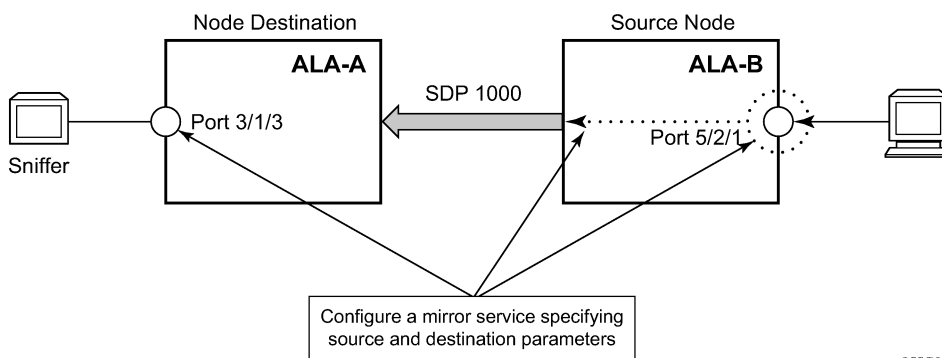 Node Destination
Source Node
ALA-A
ALA-B
SDP 1000
Port 3/1/3
Port 5/2/1
Sniffer
Configure a mirror service specifying
source and destination parameters